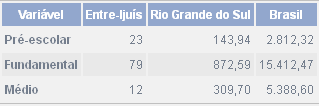 Variável Entre-Ijuís Rio Grande do Sul Brasil
Pré-escolar 23 143,94 2.812,32
Fundamental 79 872,59 15.412,47
Médio 12 309,70 5.388,60